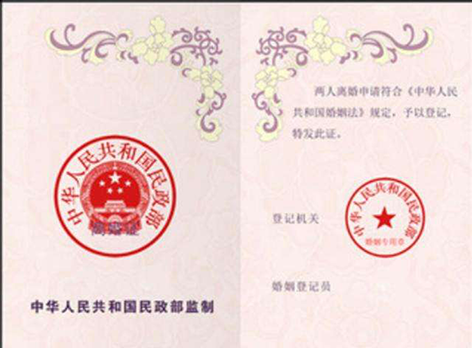 中华人民共和国民政部
离婚证
中华人民共和国民政部监制
两人离婚申请符合《中华人民
共和国婚姻法》规定，予以登记，
特发此证。
登记机关
中华人民共和国民政部
婚姻专用章
婚姻登记员